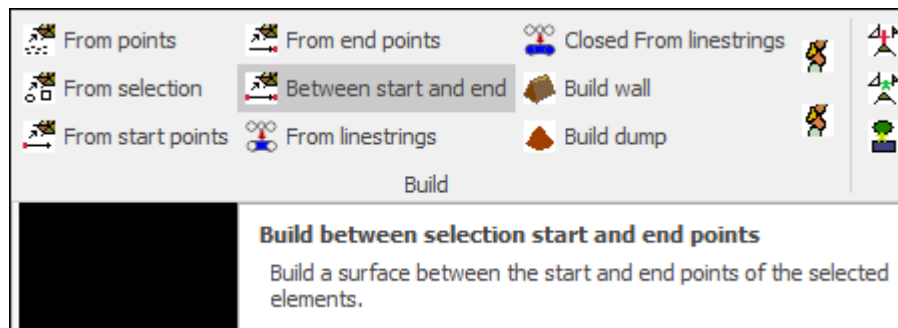 From points
From end points
Closed From linestrings
From selection
Between start and end
Build wall
From start points
From linestrings
Build dump
Build
Build between selection start and end points
Build a surface between the start and end points of the selected
elements.